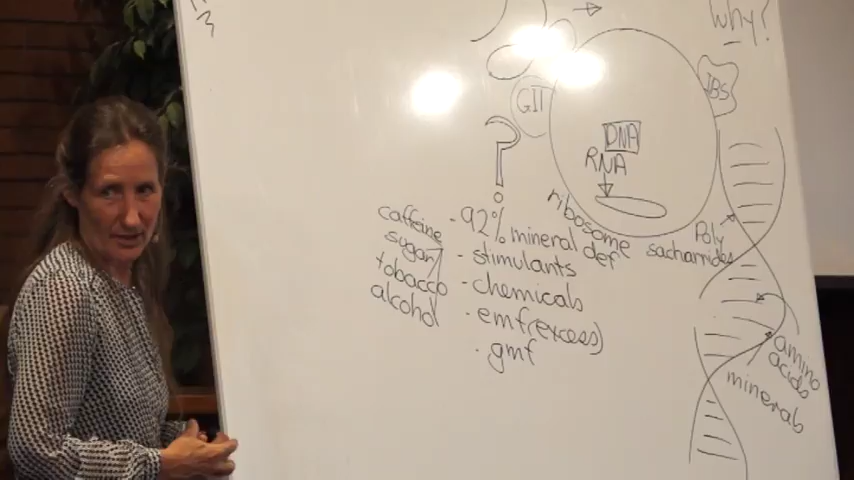 Why?
IBS
GIT
DNA
RNA
ribosome
Poly
sacharrides
?
caffeine
sugar
tobacco
alcohol
- 92% mineral def
- stimulants
- chemicals
· emf (excess)
· gmf
amino
acids
minerals